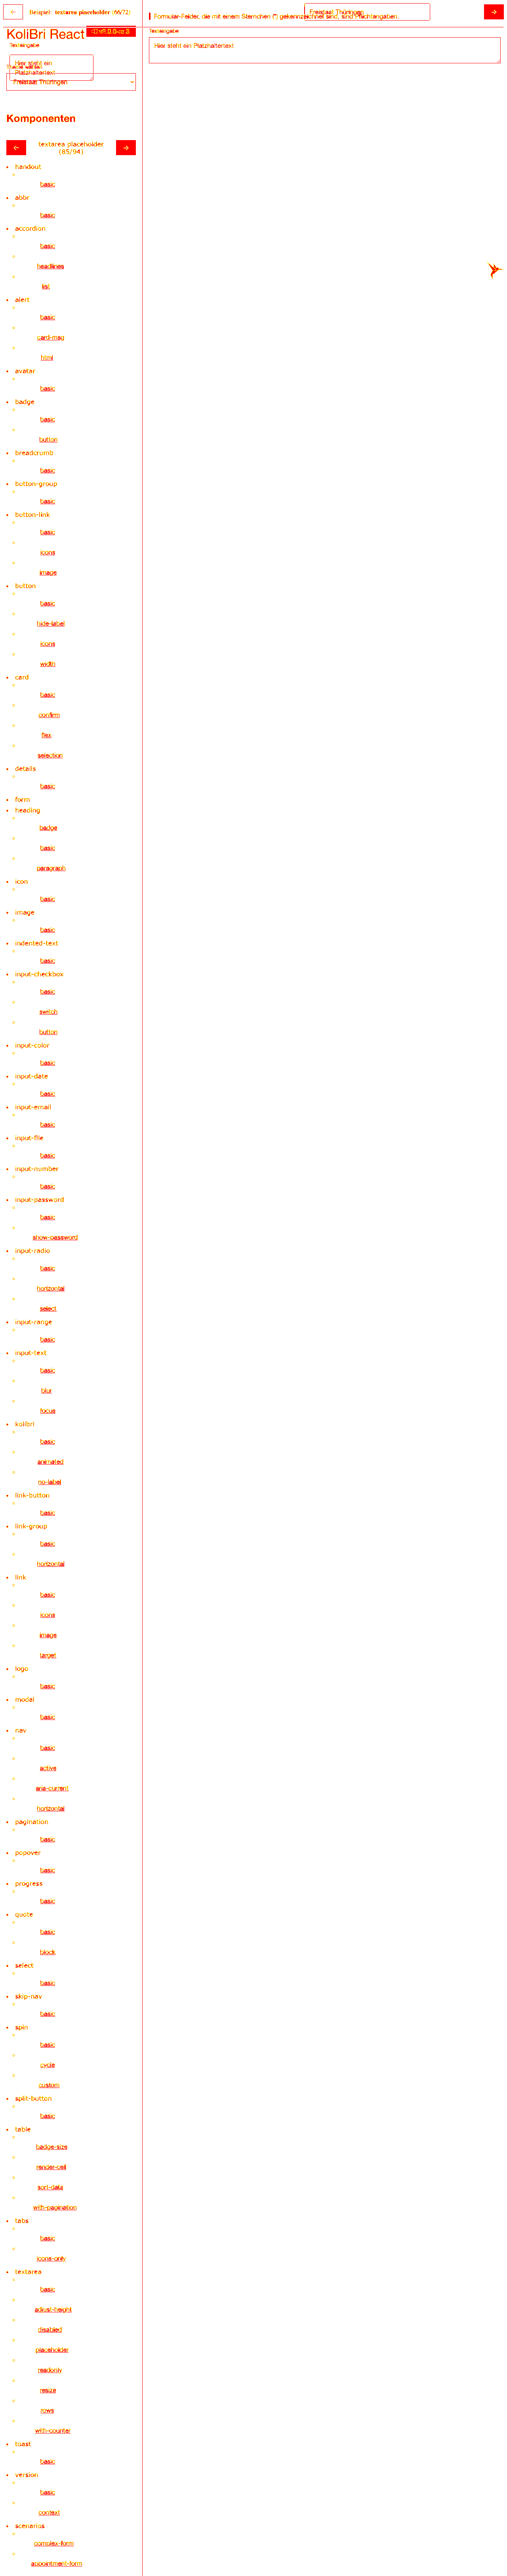 Beispiel: textarea placeholder (66/72)
Formular-Felder, die mit einem Sternchen (*) gekennzeichnet sind, sind Pflichtangaben.
Freistaat Thüringen
KoliBri React
Texteingabe
Texteingabe
Hier steht ein Platzhaltertext
Hier steht ein
Platzhaltertext
Freistaat Thüringen
Komponenten
textarea placeholder
(85/94)
handout
basic
abbr
basic
accordion
basic
headlines
list
alert
basic
card-msg
html
avatar
basic
badge
basic
button
breadcrumb
basic
button-group
basic
button-link
basic
icons
image
button
basic
hide-label
icons
width
card
basic
confirm
flex
selection
details
basic
form
heading
badge
basic
paragraph
icon
basic
image
basic
indented-text
basic
input-checkbox
basic
switch
button
input-color
basic
input-date
basic
input-email
basic
input-file
basic
input-number
basic
input-password
basic
show-password
input-radio
basic
horizontal
select
input-range
basic
input-text
basic
blur
focus
kolibri
basic
animated
no-label
link-button
basic
link-group
basic
horizontal
link
basic
icons
image
target
logo
basic
modal
basic
nav
basic
active
aria-current
horizontal
pagination
basic
popover
basic
progress
basic
quote
basic
block
select
basic
skip-nav
basic
spin
basic
cycle
custom
split-button
basic
table
badge-size
render-cell
sort-data
with-pagination
tabs
basic
icons-only
textarea
basic
adjust-height
disabled
placeholder
readonly
resize
rows
with-counter
toast
basic
version
basic
context
scenarios
complex-form
appointment-form